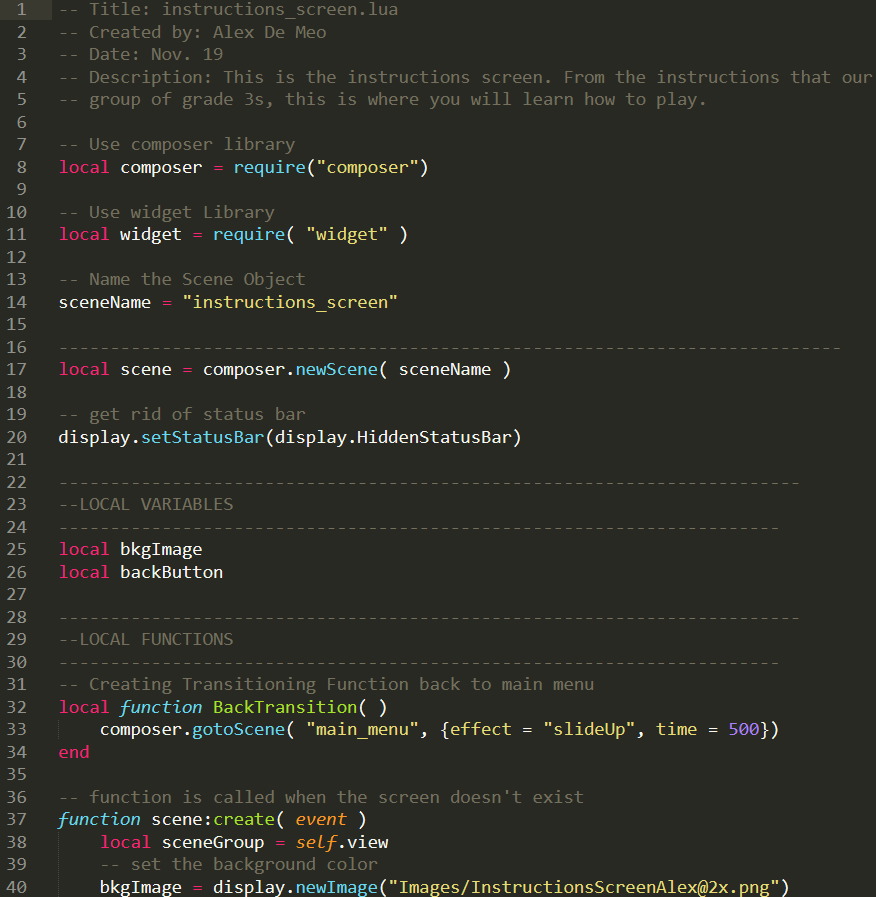 1 -- Title: instructions_screen.lua
2 -- Created by: Alex De Meo
3 -- Date: Nov. 19
4 -- Description: This is the instructions screen. From the instructions that our
5 -- group of grade 3s, this is where you will learn how to play.
6
7 -- Use composer library
8 local composer = require("composer")
9
10 -- Use widget Library
11 local widget = require( "widget" )
12
13 -- Name the Scene Object
14 sceneName = "instructions_screen"
15
16 ----------------------------------------------------------------------------
17 local scene = composer.newScene( sceneName )
18
19 -- get rid of status bar
20 display.setStatusBar(display.HiddenStatusBar)
21
22 ------------------------------------------------------------------------
23 --LOCAL VARIABLES
24 ----------------------------------------------------------------------
25 local bkgImage
26 local backButton
27
28 ------------------------------------------------------------------------
29 --LOCAL FUNCTIONS
30 ----------------------------------------------------------------------
31 -- Creating Transitioning Function back to main menu
32 local function BackTransition( )
33     composer.gotoScene( "main_menu", {effect = "slideUp", time = 500})
34 end
35
36 -- function is called when the screen doesn't exist
37 function scene:create( event )
38     local sceneGroup = self.view
39     -- set the background color
40     bkgImage = display.newImage("Images/InstructionsScreenAlex@2x.png")